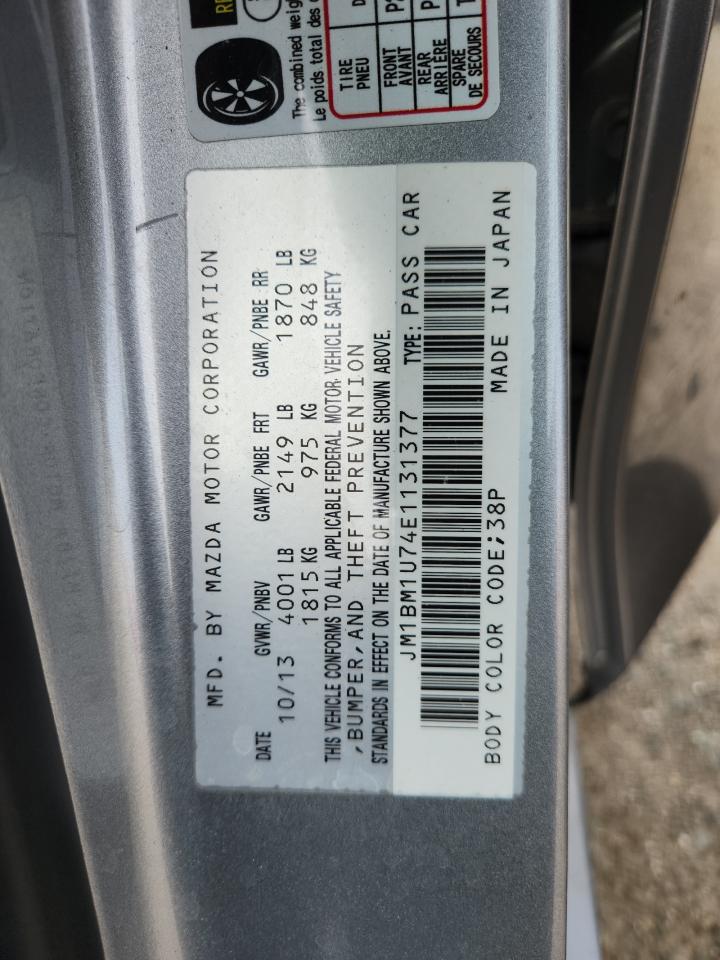 The combined weig
Le poids total des
TIRE
PNEU
FRONT
AVANT
REAR
ARRIÈRE
SPARE
DE SECOURS
MFD. BY MAZDA MOTOR CORPORATION
DATE GVWR/PNBV GAWR/PNBE FRT GAWR/PNBE RR
10/13 4001 LB 2149 LB 1870 LB
1815 KG 975 KG 848 KG
THIS VEHICLE CONFORMS TO ALL APPLICABLE FEDERAL MOTOR VEHICLE SAFETY
,BUMPER,AND THEFT PREVENTION
STANDARDS IN EFFECT ON THE DATE OF MANUFACTURE SHOWN ABOVE.
JM1BM1U74E1131377 TYPE: PASS CAR
BODY COLOR CODE;38P MADE IN JAPAN